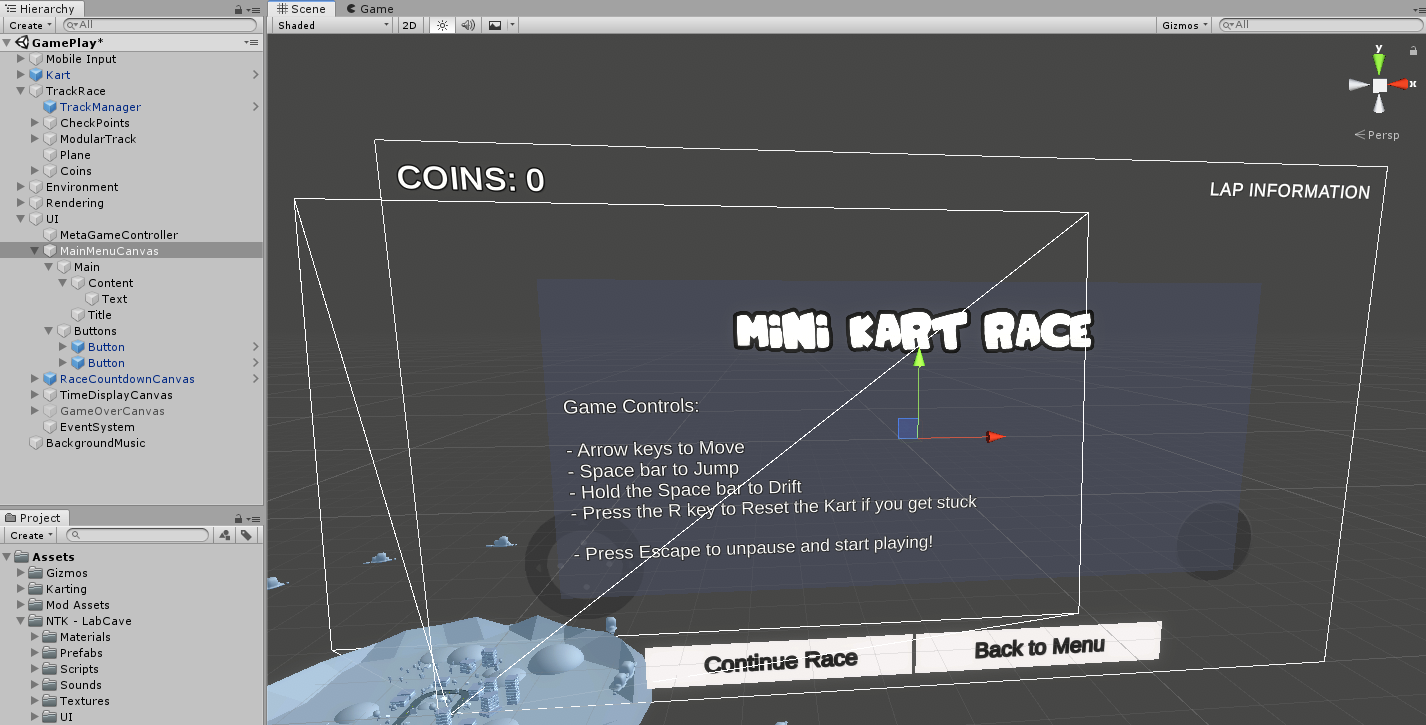 Hierarchy
Create
All
GamePlay*
Mobile Input
Kart
TrackRace
TrackManager
CheckPoints
ModularTrack
Plane
Coins
Environment
Rendering
UI
MetaGameController
MainMenuCanvas
Main
Content
Text
Title
Buttons
Button
Button
RaceCountdownCanvas
TimeDisplayCanvas
GameOverCanvas
EventSystem
BackgroundMusic
Project
Create
Assets
Gizmos
Karting
Mod Assets
NTK - LabCave
Materials
Prefabs
Scripts
Sounds
Textures
UI
Scene
Game
Shaded
2D
Gizmos
All
y
x
Persp
COINS: 0
LAP INFORMATION
MINI KART RACE
Game Controls:
- Arrow keys to Move
- Space bar to Jump
- Hold the Space bar to Drift
- Press the R key to Reset the Kart if you get stuck
- Press Escape to unpause and start playing!
Continue Race
Back to Menu